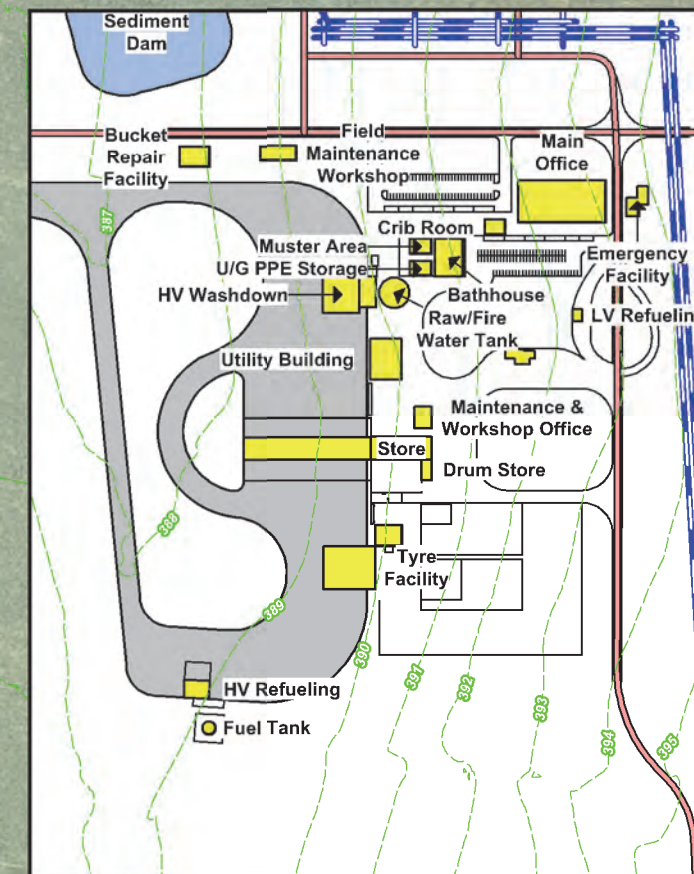 Sediment
Dam
Bucket
Repair
Facility
Field
Maintenance
Workshop
Main
Office
387
Crib Room
Muster Area
U/G PPE Storage
HV Washdown
Bathhouse
Raw/Fire
Water Tank
Emergency
Facility
LV Refuelin
Utility Building
Maintenance &
Workshop Office
Store
Drum Store
388
Tyre
Facility
389
390
391
392
393
394
395
HV Refueling
Fuel Tank